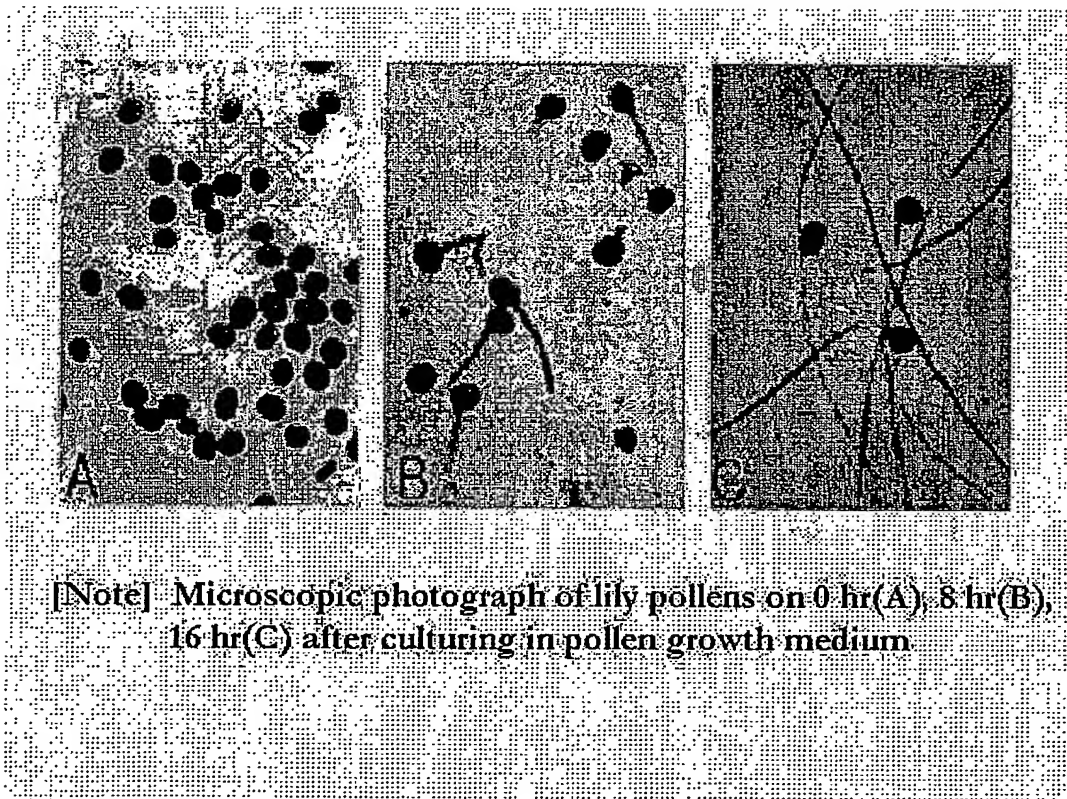 A
B
C
[Note] Microscopic photograph of lily pollens on 0 hr(A), 8 hr(B),
16 hr(C) after culturing in pollen growth medium